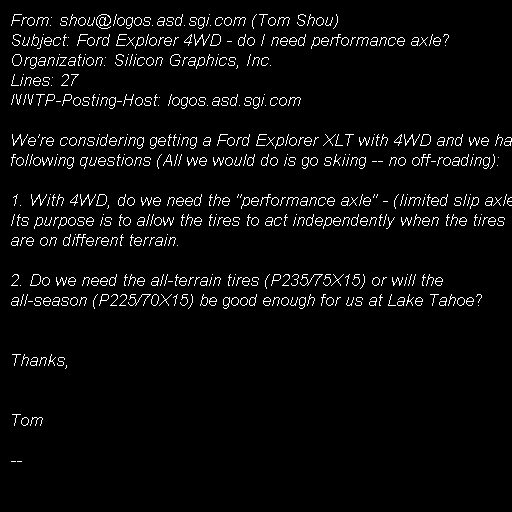 From: shou@logos.asd.sgi.com (Tom Shou)
Subject: Ford Explorer 4WD - do I need performance axle?
Organization: Silicon Graphics, Inc.
Lines: 27
NNTP-Posting-Host: logos.asd.sgi.com

We're considering getting a Ford Explorer XLT with 4WD and we ha
following questions (All we would do is go skiing -- no off-roading):

1. With 4WD, do we need the "performance axle" - (limited slip axle
Its purpose is to allow the tires to act independently when the tires
are on different terrain.

2. Do we need the all-terrain tires (P235/75X15) or will the
all-season (P225/70X15) be good enough for us at Lake Tahoe?

Thanks,

Tom

--